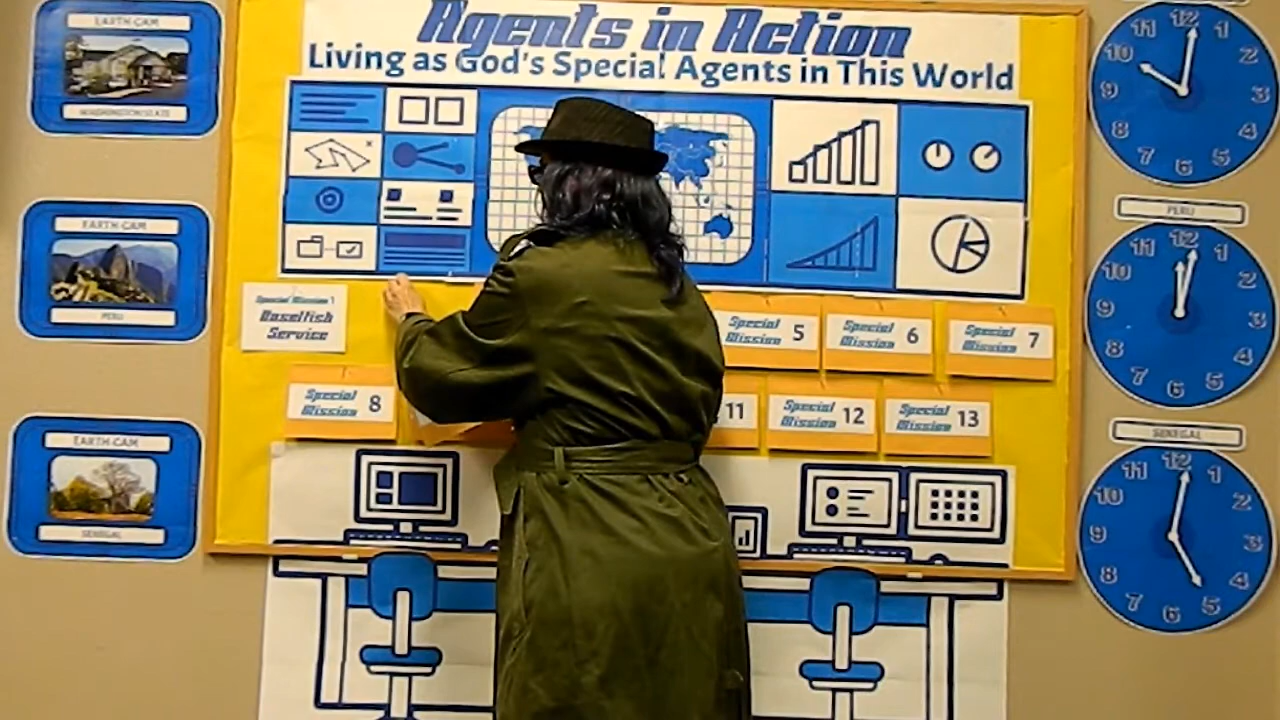 Agents in Action
Living as God's Special Agents in This World
EARTH CAM
WASHINGTON STATE
EARTH CAM
PERU
EARTH CAM
SENEGAL
Special Mission 1
Unselfish
Service
Special
Mission 5
Special
Mission 6
Special
Mission 7
Special
Mission 8
11
Special
Mission 12
Special
Mission 13
11 12 1
10 2
9 3
8 4
7 6 5
PERU
11 12 1
10 2
9 3
8 4
7 6 5
SENEGAL
11 12 1
10 2
9 3
8 4
7 6 5